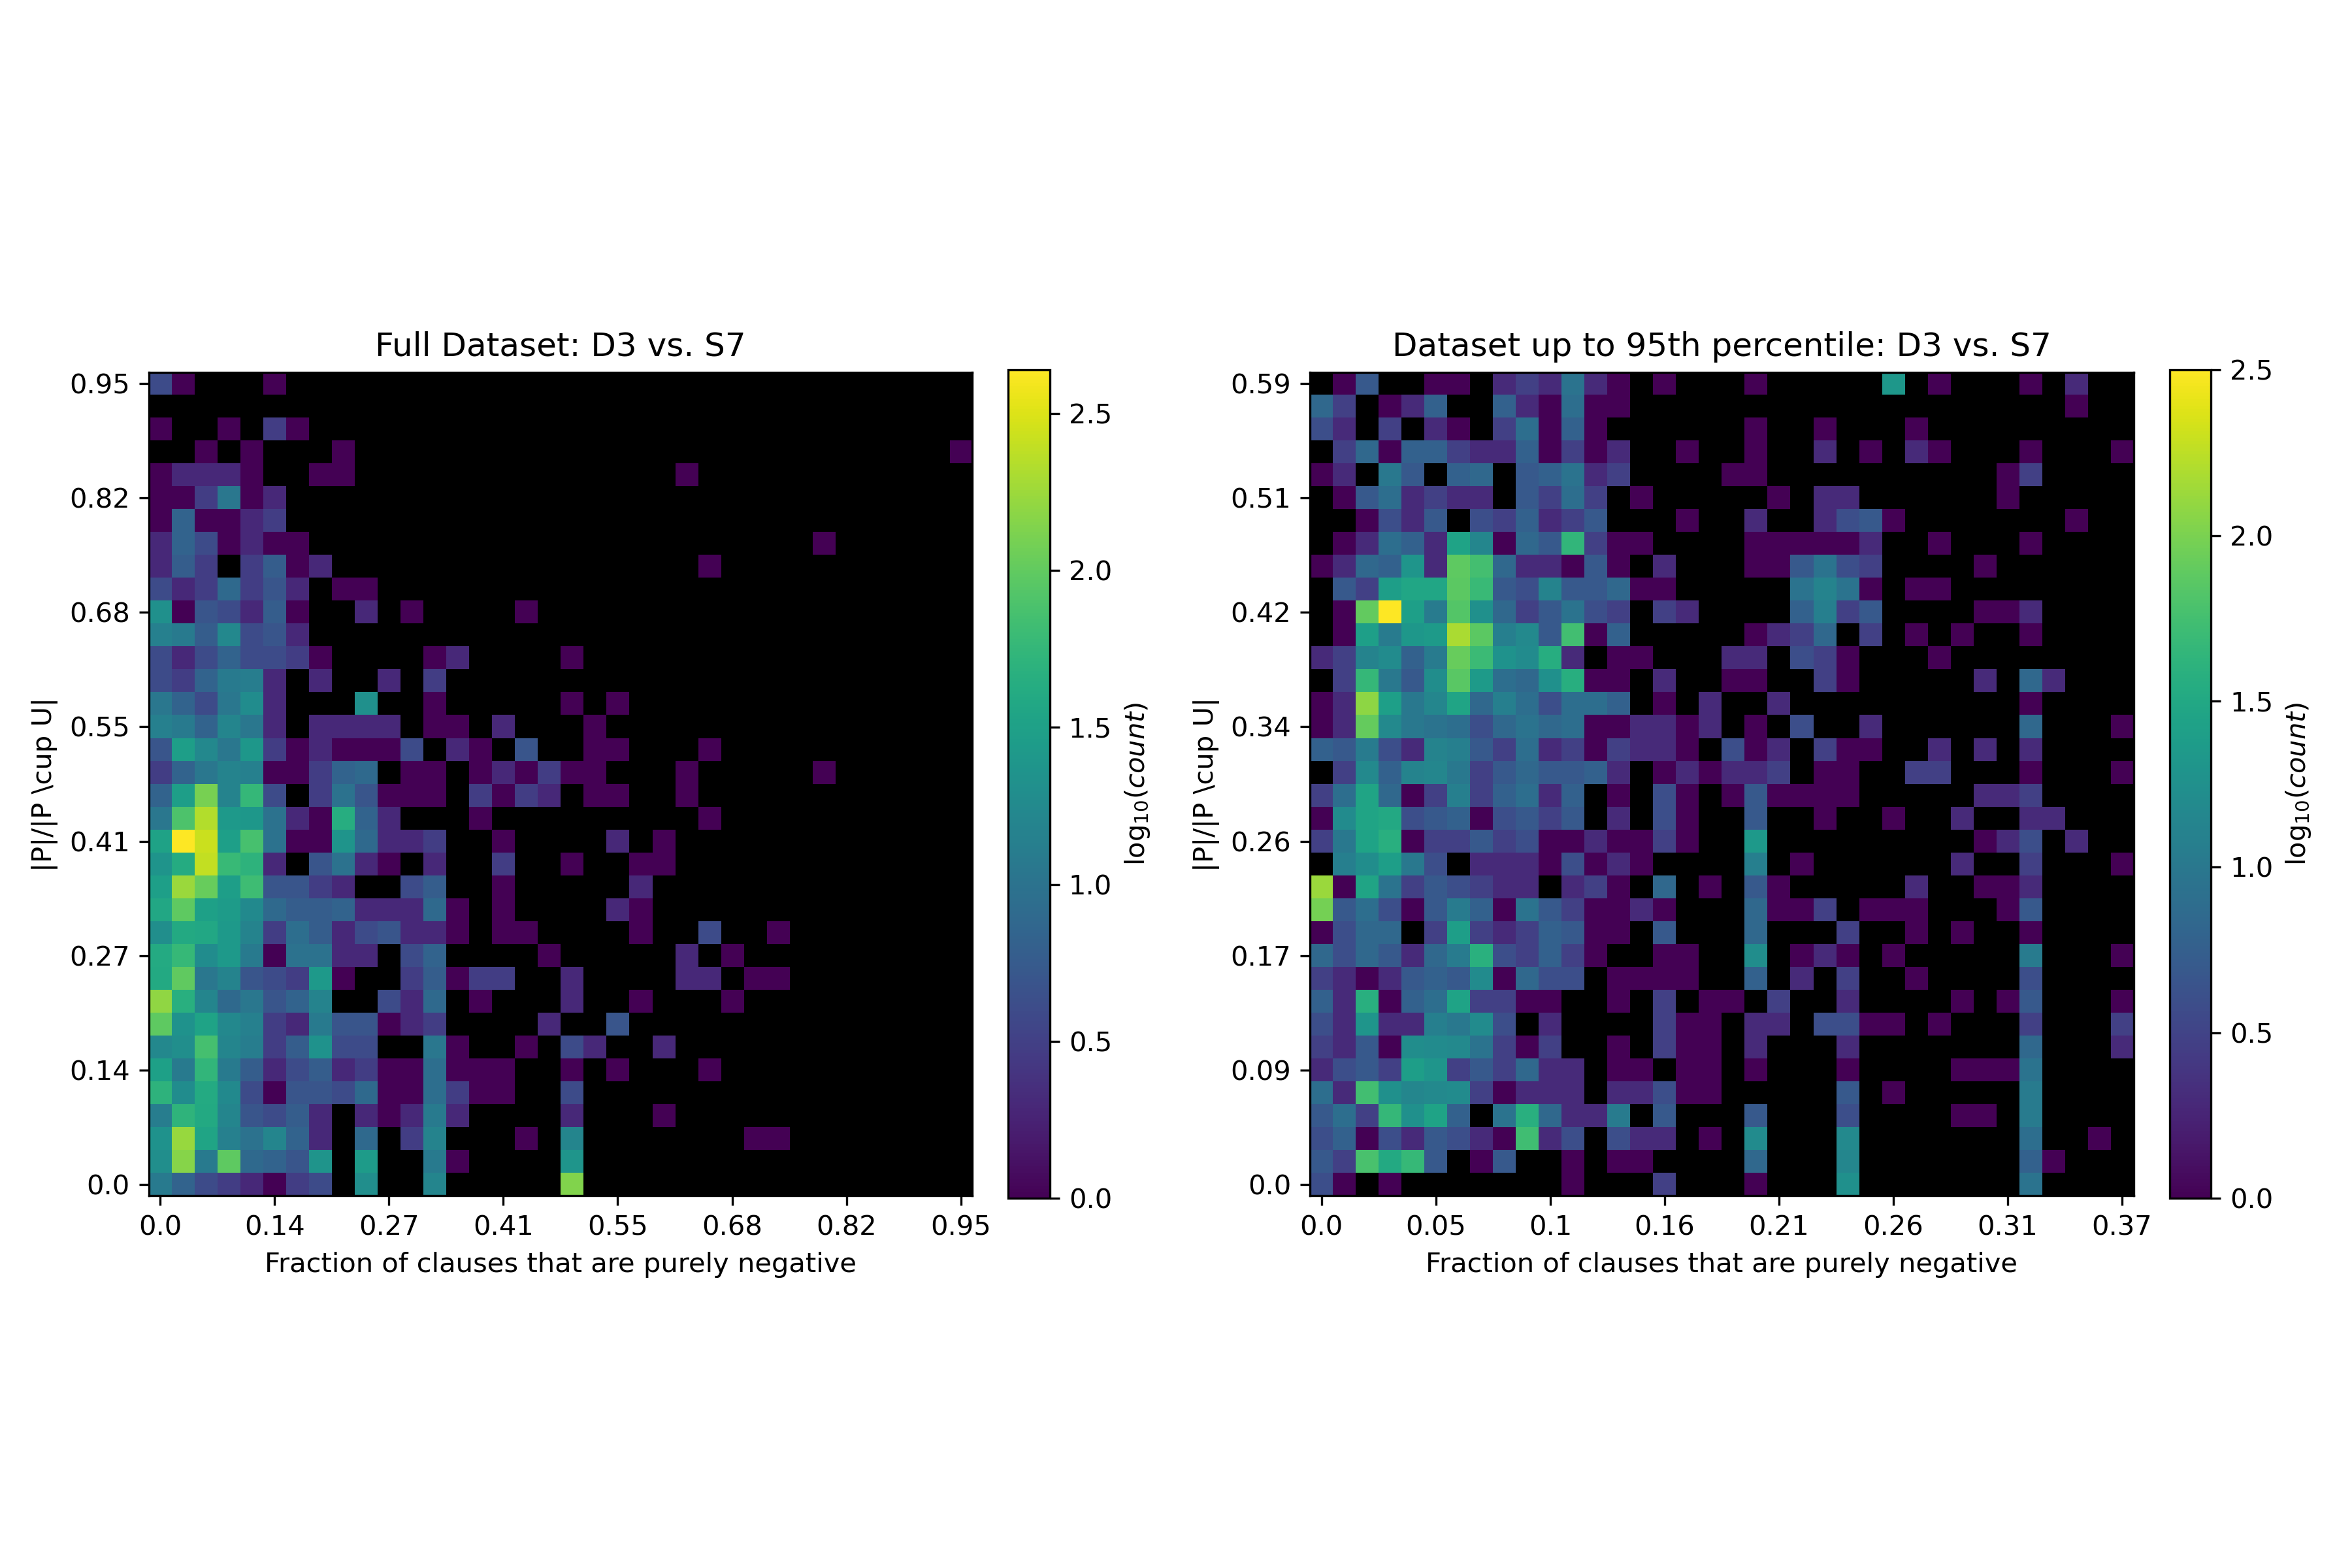 Full Dataset: D3 vs. S7
0.95
0.82
0.68
0.55
0.41
0.27
0.14
0.0
|P|/|P \cup U|
0.0 0.14 0.27 0.41 0.55 0.68 0.82 0.95
Fraction of clauses that are purely negative
2.5
2.0
1.5
1.0
0.5
0.0
log₁₀(count)
Dataset up to 95th percentile: D3 vs. S7
0.59
0.51
0.42
0.34
0.26
0.17
0.09
0.0
|P|/|P \cup U|
0.0 0.05 0.1 0.16 0.21 0.26 0.31 0.37
Fraction of clauses that are purely negative
2.5
2.0
1.5
1.0
0.5
0.0
log₁₀(count)